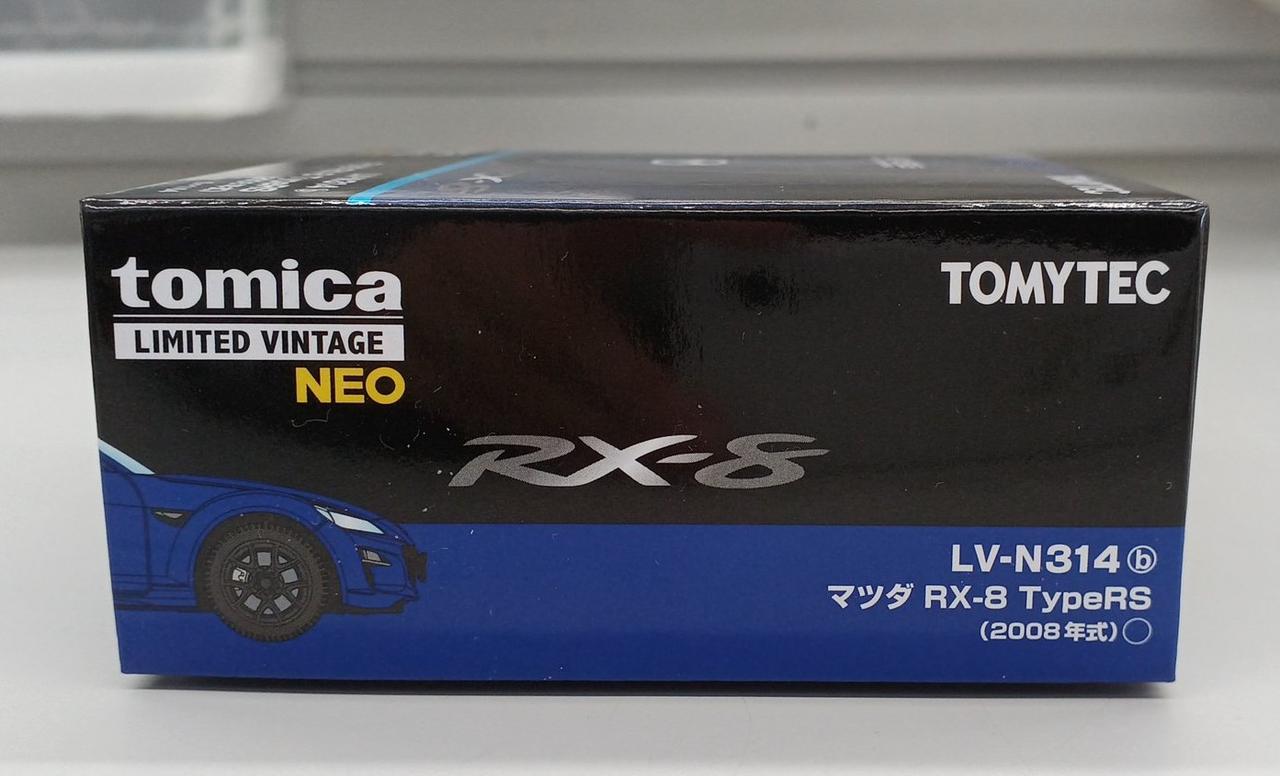 tomica
LIMITED VINTAGE
NEO
TOMYTEC
RX-8
LV-N314ⓑ
マツダ RX-8 TypeRS
(2008年式)